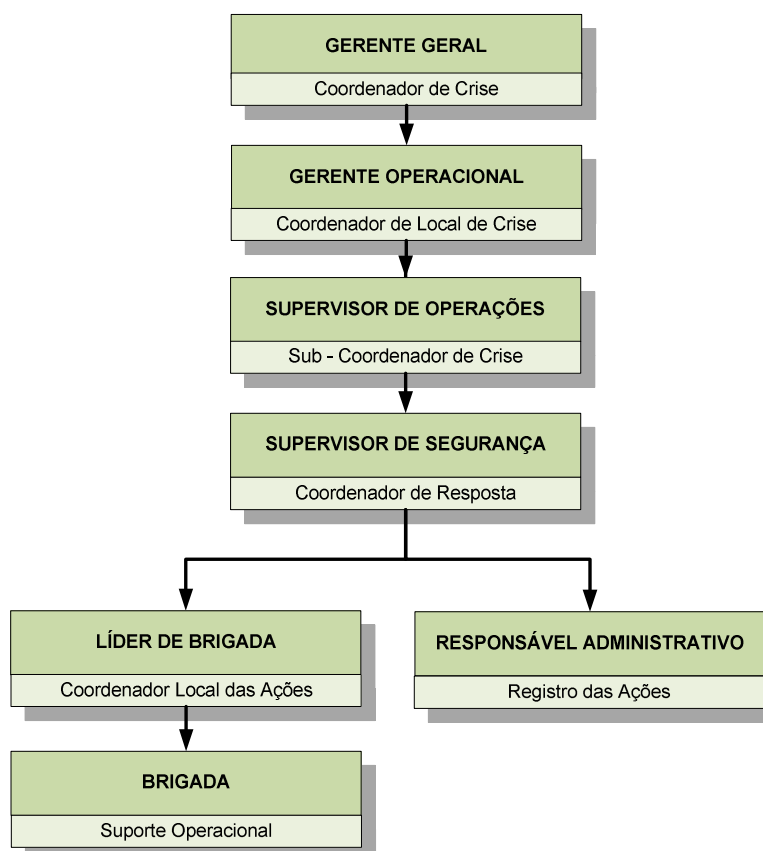 GERENTE GERAL
Coordenador de Crise
GERENTE OPERACIONAL
Coordenador de Local de Crise
SUPERVISOR DE OPERAÇÕES
Sub - Coordenador de Crise
SUPERVISOR DE SEGURANÇA
Coordenador de Resposta
LÍDER DE BRIGADA
Coordenador Local das Ações
RESPONSÁVEL ADMINISTRATIVO
Registro das Ações
BRIGADA
Suporte Operacional